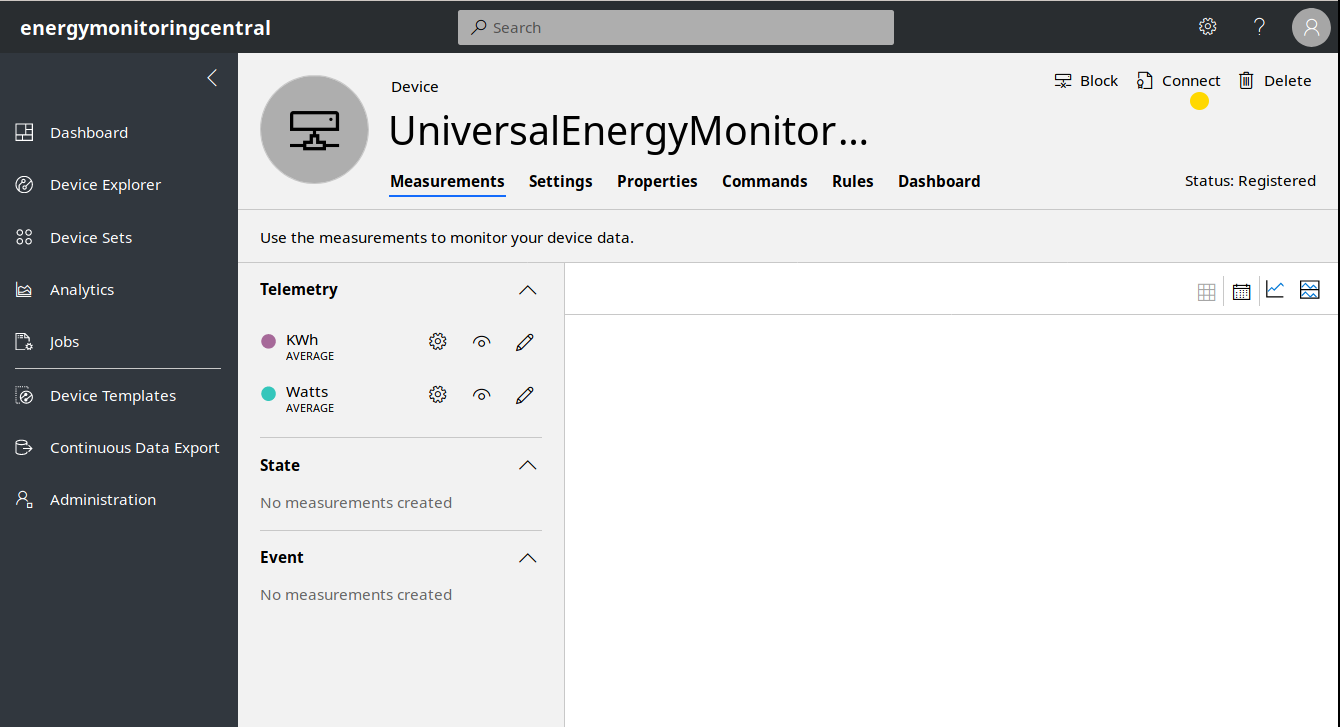 energymonitoringcentral
Search
?
Dashboard
Device Explorer
Device Sets
Analytics
Jobs
Device Templates
Continuous Data Export
Administration
Device
Block Connect Delete
UniversalEnergyMonitor...
Measurements Settings Properties Commands Rules Dashboard
Status: Registered
Use the measurements to monitor your device data.
Telemetry
KWh
AVERAGE
Watts
AVERAGE
State
No measurements created
Event
No measurements created